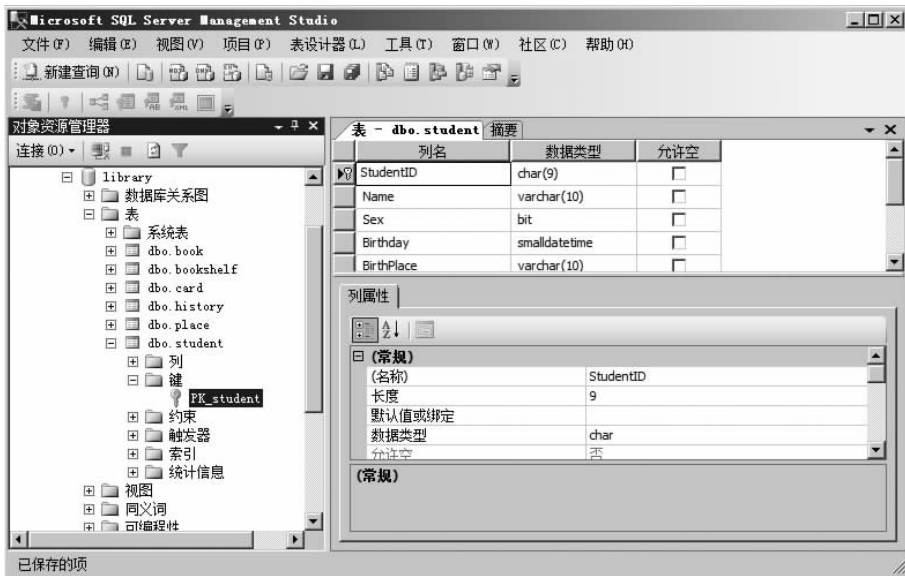 Microsoft SQL Server Management Studio
文件(F) 编辑(E) 视图(V) 项目(P) 表设计器(L) 工具(T) 窗口(W) 社区(C) 帮助(H)
新建查询(N)
对象资源管理器
连接(O)
library
数据库关系图
表
系统表
dbo.book
dbo.bookshelf
dbo.card
dbo.history
dbo.place
dbo.student
列
键
PK_student
约束
触发器
索引
统计信息
视图
同义词
可编程性
表 - dbo.student 摘要
列名 数据类型 允许空
StudentID char(9)
Name varchar(10)
Sex bit
Birthday smalldatetime
BirthPlace varchar(10)
列属性
(常规)
(名称) StudentID
长度 9
默认值或绑定
数据类型 char
允许空 否
(常规)
已保存的项